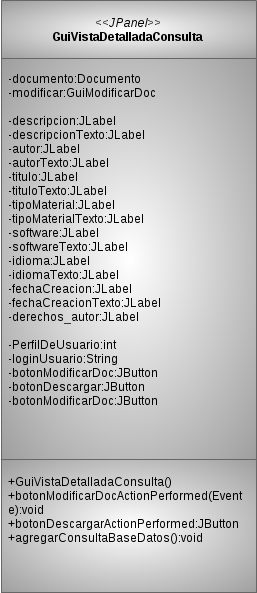 <<JPanel>>
GuiVistaDetalladaConsulta
-documento:Documento
-modificar:GuiModificarDoc
-descripcion:JLabel
-descripcionTexto:JLabel
-autor:JLabel
-autorTexto:JLabel
-titulo:JLabel
-tituloTexto:JLabel
-tipoMaterial:JLabel
-tipoMaterialTexto:JLabel
-software:JLabel
-softwareTexto:JLabel
-idioma:JLabel
-idiomaTexto:JLabel
-fechaCreacion:JLabel
-fechaCreacionTexto:JLabel
-derechos_autor:JLabel
-PerfilDeUsuario:int
-loginUsuario:String
-botonModificarDoc:JButton
-botonDescargar:JButton
-botonModificarDoc:JButton
+GuiVistaDetalladaConsulta()
+botonModificarDocActionPerformed(Event
e):void
+botonDescargarActionPerformed:JButton
+agregarConsultaBaseDatos():void